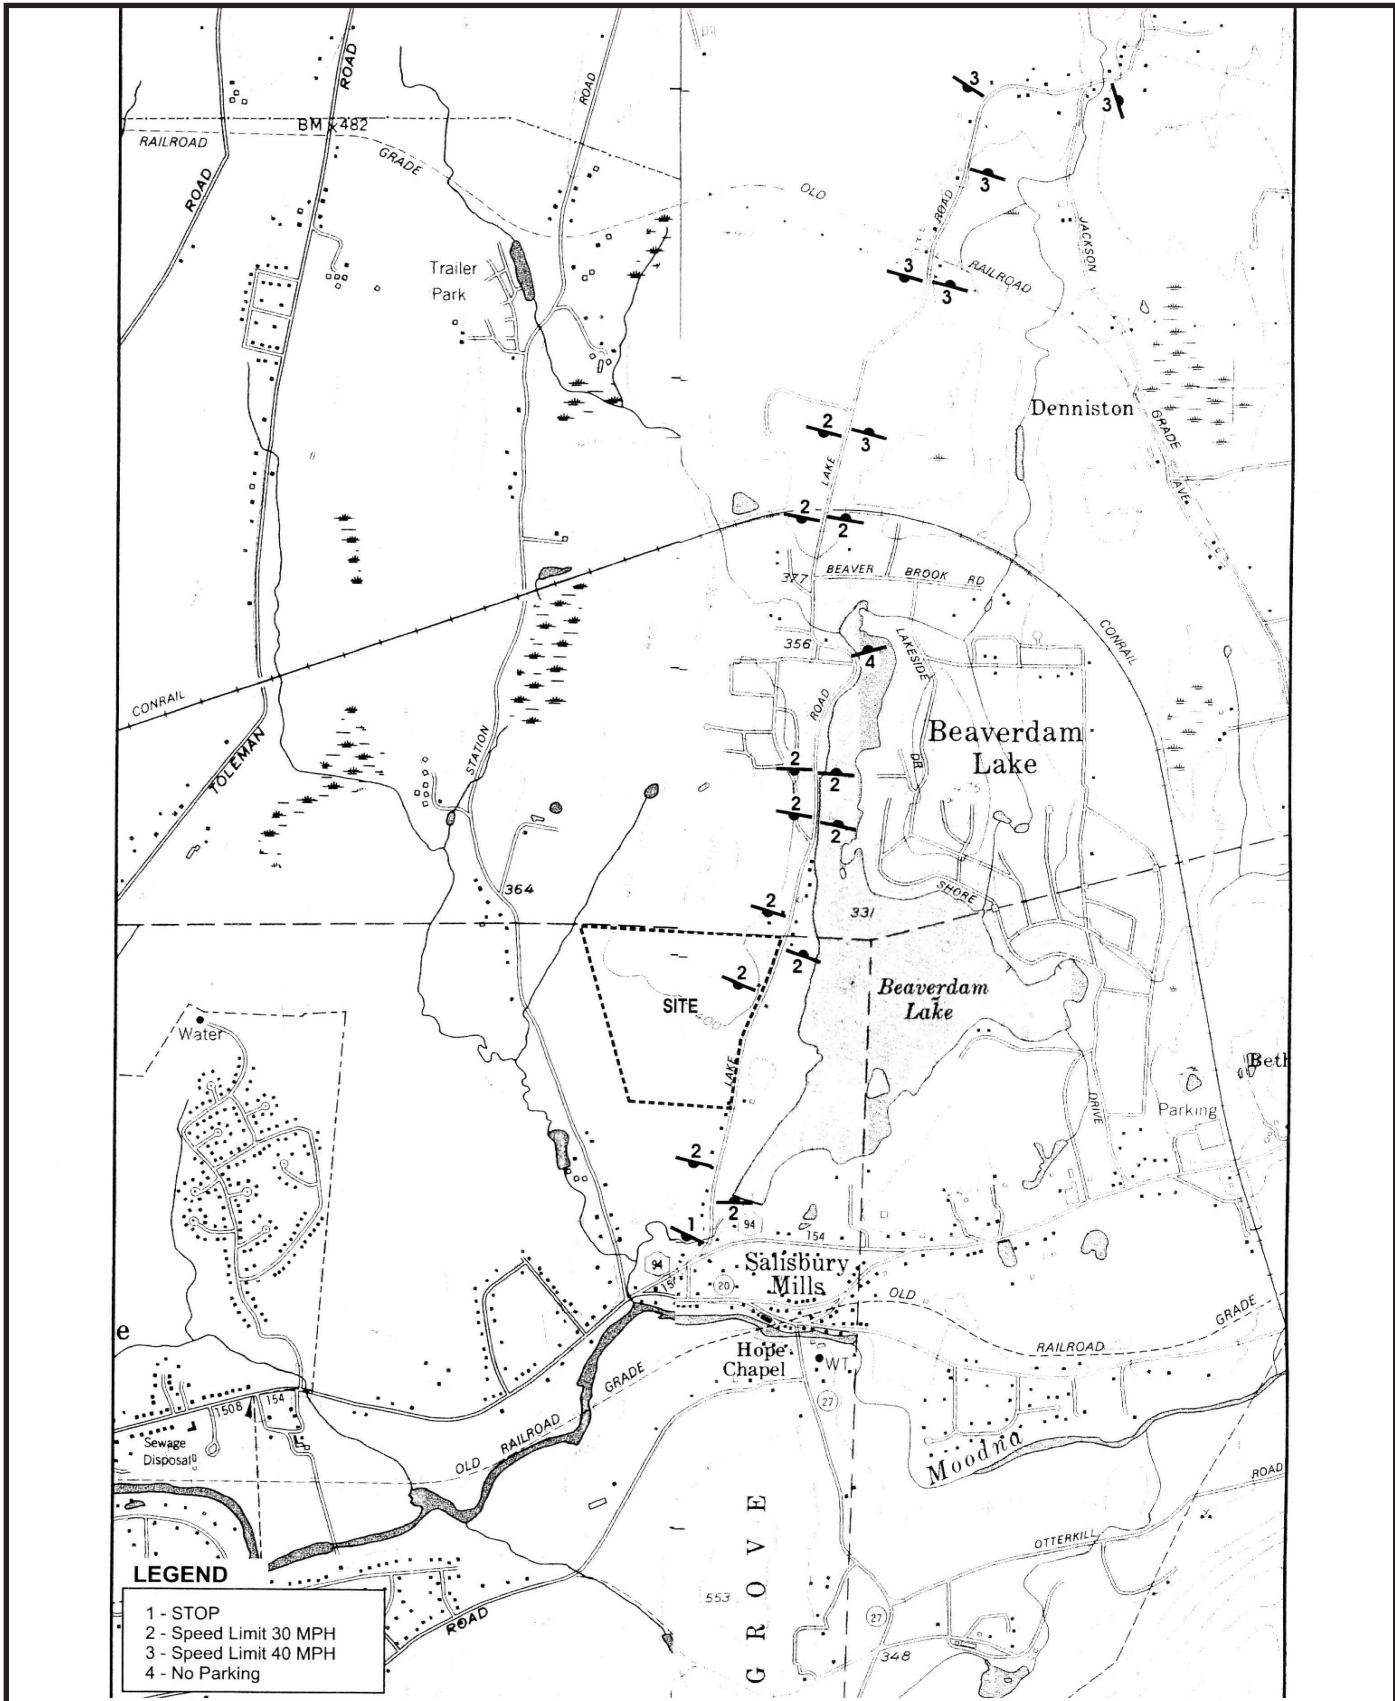 ROAD
ROAD
3
3
BM × 482
RAILROAD
GRADE
ROAD
3
OLD
ROAD
JACKSON
Trailer
Park
3
3
RAILROAD
Denniston
GRADE
2
3
LAKE
AVE
2
2
377
BEAVER BROOK RD
CONRAIL
356
4
LAKESIDE
CONRAIL
TOLEMAN
STATION
ROAD
Beaverdam
Lake
DR
2
2
2
2
364
SHORE
2
331
2
2
Beaverdam
Lake
SITE
400
Water
LAKE
Beth
DRIVE
Parking
2
2
1
94
154
94
154
Salisbury
Mills
20
OLD
GRADE
e
RAILROAD
Hope
Chapel
WT
GRADE
27
1508
154
Sewage
Disposal
RAILROAD
OLD
Moodna
ROAD
OTTERKILL
GROVE
553
27
348
ROAD
LEGEND
1 - STOP
2 - Speed Limit 30 MPH
3 - Speed Limit 40 MPH
4 - No Parking